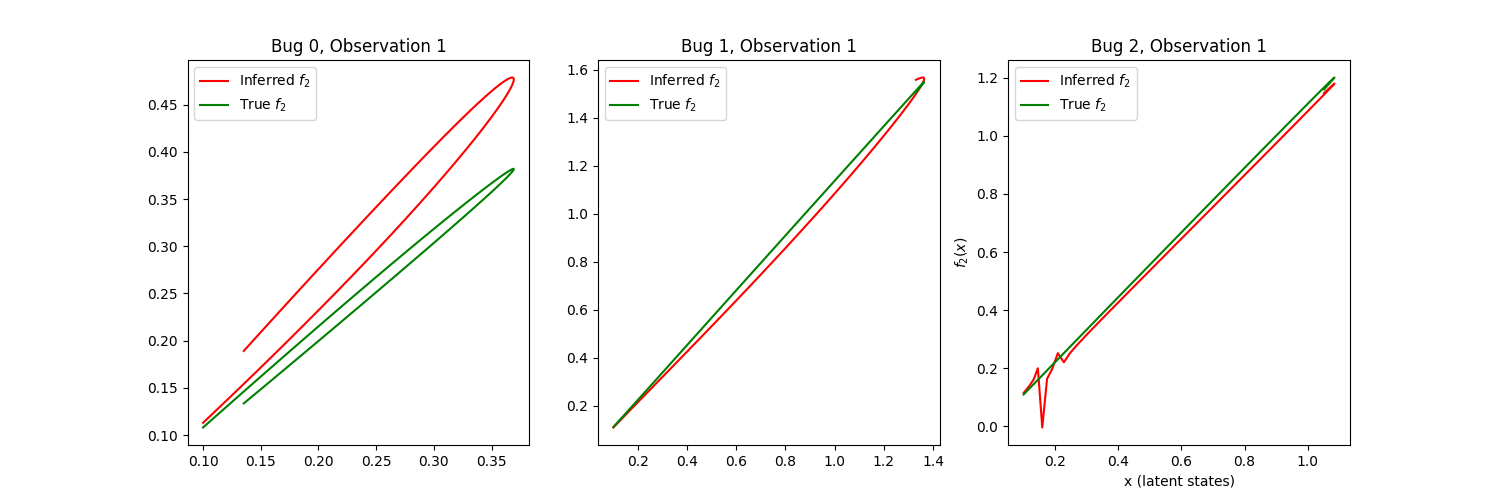 Bug 0, Observation 1
Inferred f₂
True f₂
0.45
0.40
0.35
0.30
0.25
0.20
0.15
0.10
0.10 0.15 0.20 0.25 0.30 0.35
Bug 1, Observation 1
Inferred f₂
True f₂
1.6
1.4
1.2
1.0
0.8
0.6
0.4
0.2
0.2 0.4 0.6 0.8 1.0 1.2 1.4
Bug 2, Observation 1
Inferred f₂
True f₂
f₂(x)
1.2
1.0
0.8
0.6
0.4
0.2
0.0
0.2 0.4 0.6 0.8 1.0
x (latent states)